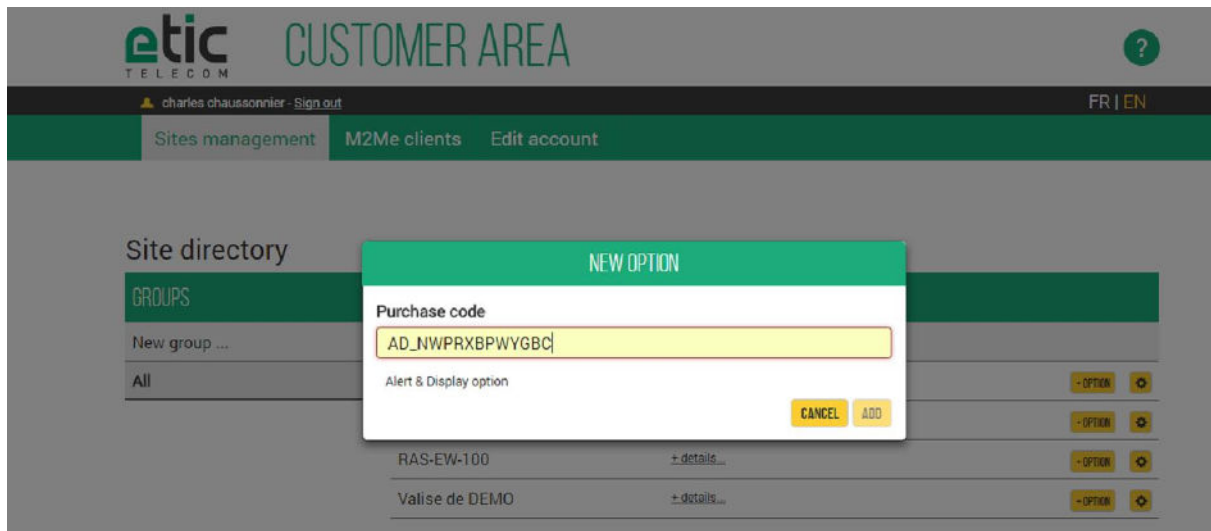 etic
TELECOM
CUSTOMER AREA
?
charles chaussonnier - Sign out
FR | EN
Sites management
M2Me clients
Edit account
Site directory
GROUPS
New group ...
All
NEW OPTION
Purchase code
AD_NWPRXBPWYGBC
Alert & Display option
CANCEL
ADD
+ OPTION
+ OPTION
RAS-EW-100
+ details...
+ OPTION
Valise de DEMO
+ details...
+ OPTION